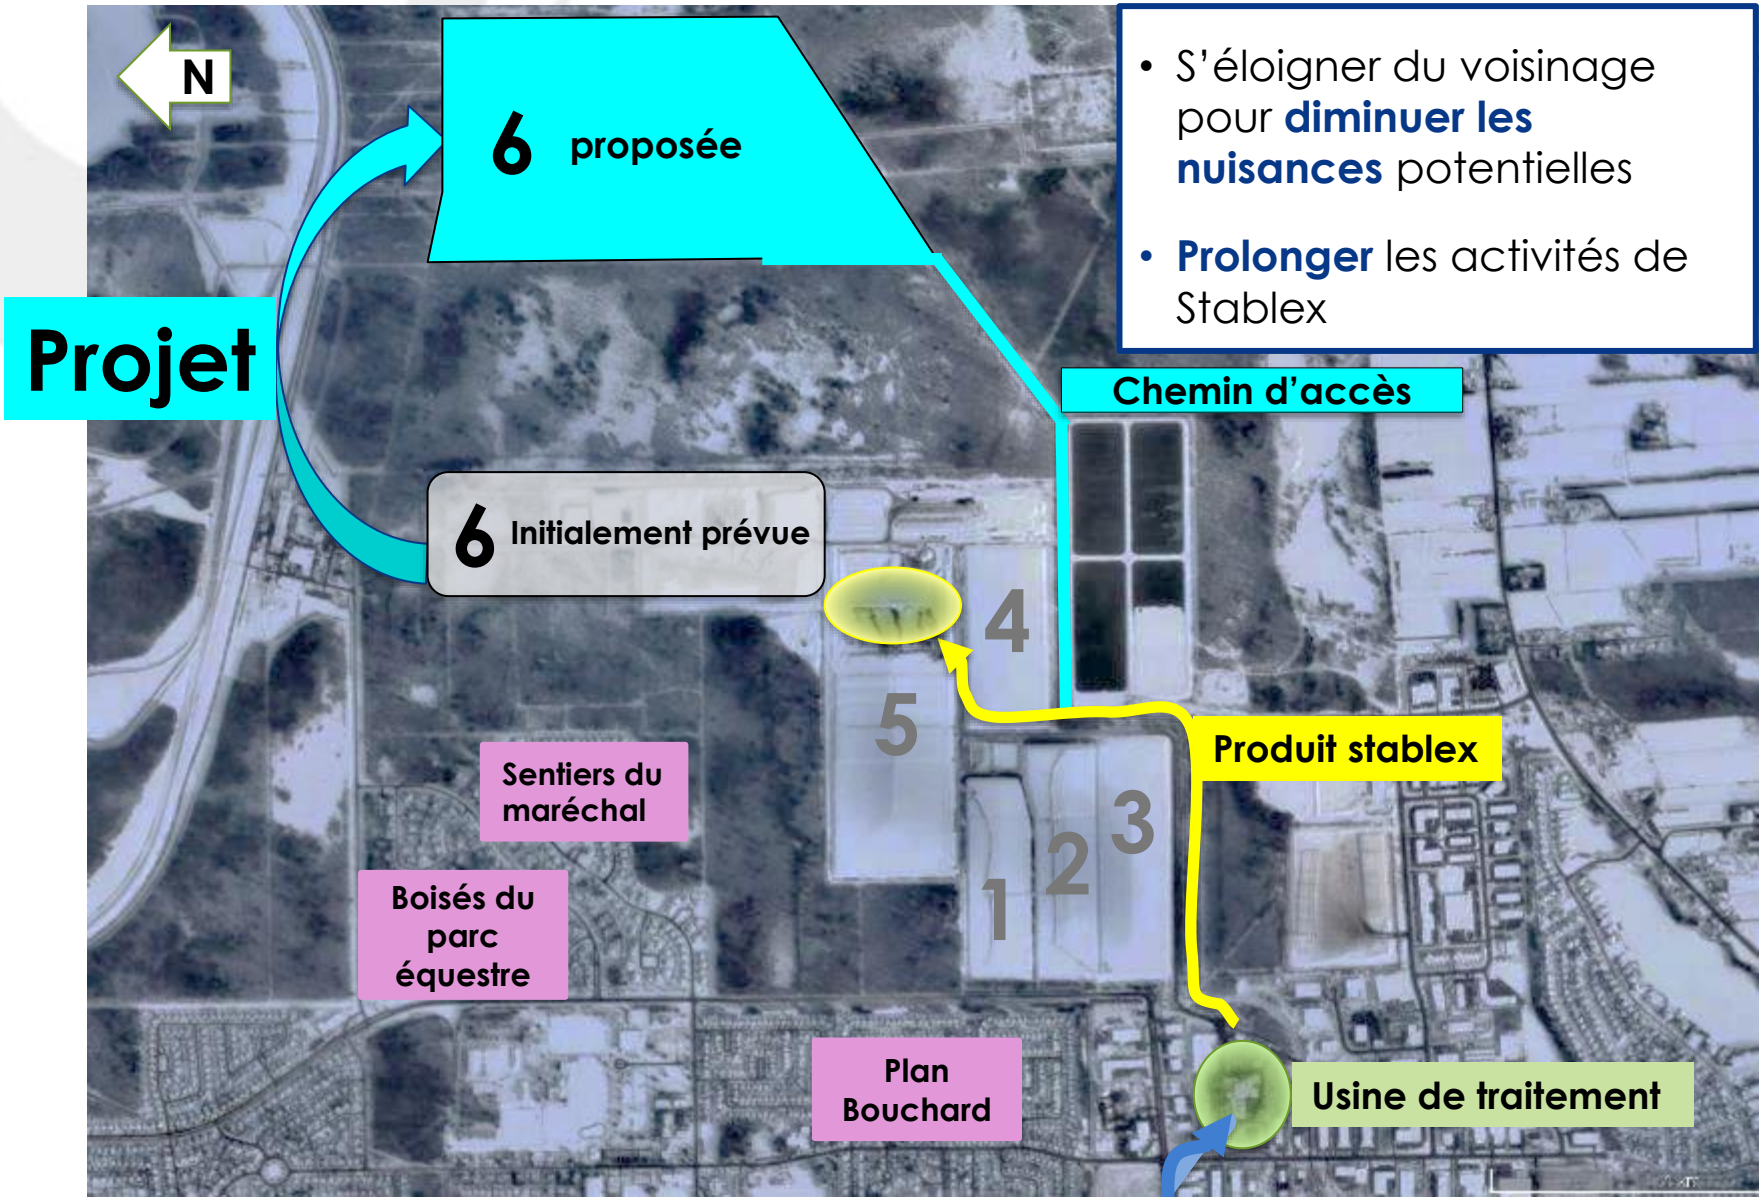 N
• S’éloigner du voisinage
pour diminuer les
nuisances potentielles
• Prolonger les activités de
Stablex
6 proposée
Projet
Chemin d’accès
6 Initialement prévue
4
5
Produit stablex
Sentiers du
maréchal
3
2
1
Boisés du
parc
équestre
Plan
Bouchard
Usine de traitement